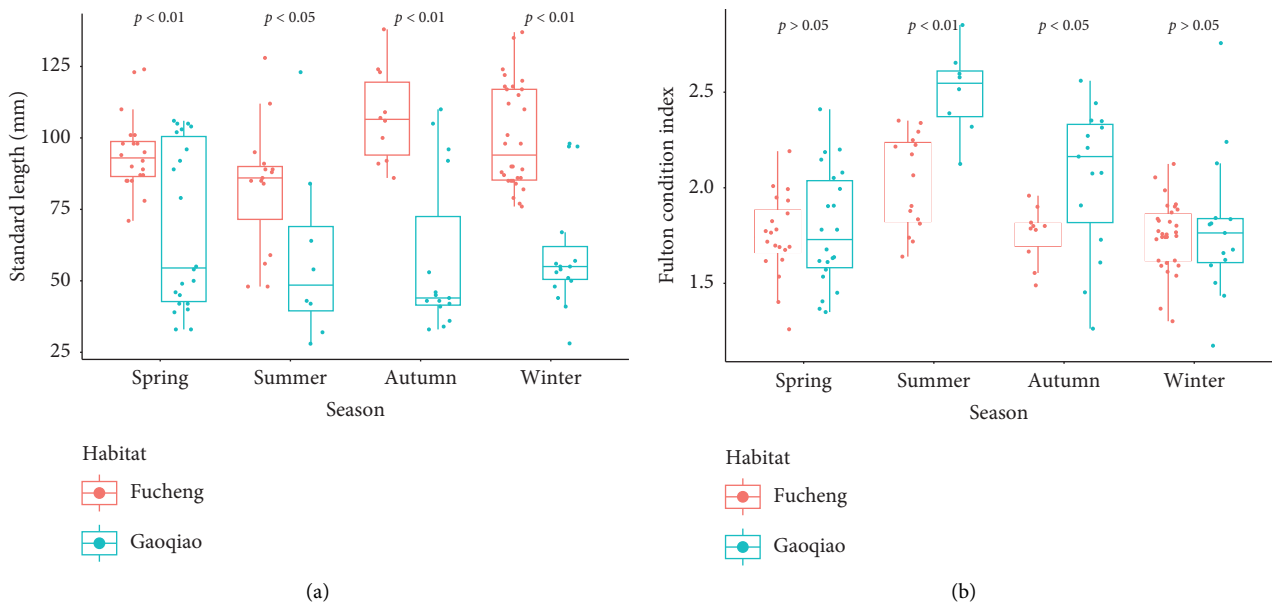 p < 0.01 p < 0.05 p < 0.01 p < 0.01
Standard length (mm)
125
100
75
50
25
Spring Summer Autumn Winter
Season
Habitat
Fucheng
Gaoqiao
(a)
p > 0.05 p < 0.01 p < 0.05 p > 0.05
Fulton condition index
2.5
2.0
1.5
Spring Summer Autumn Winter
Season
Habitat
Fucheng
Gaoqiao
(b)